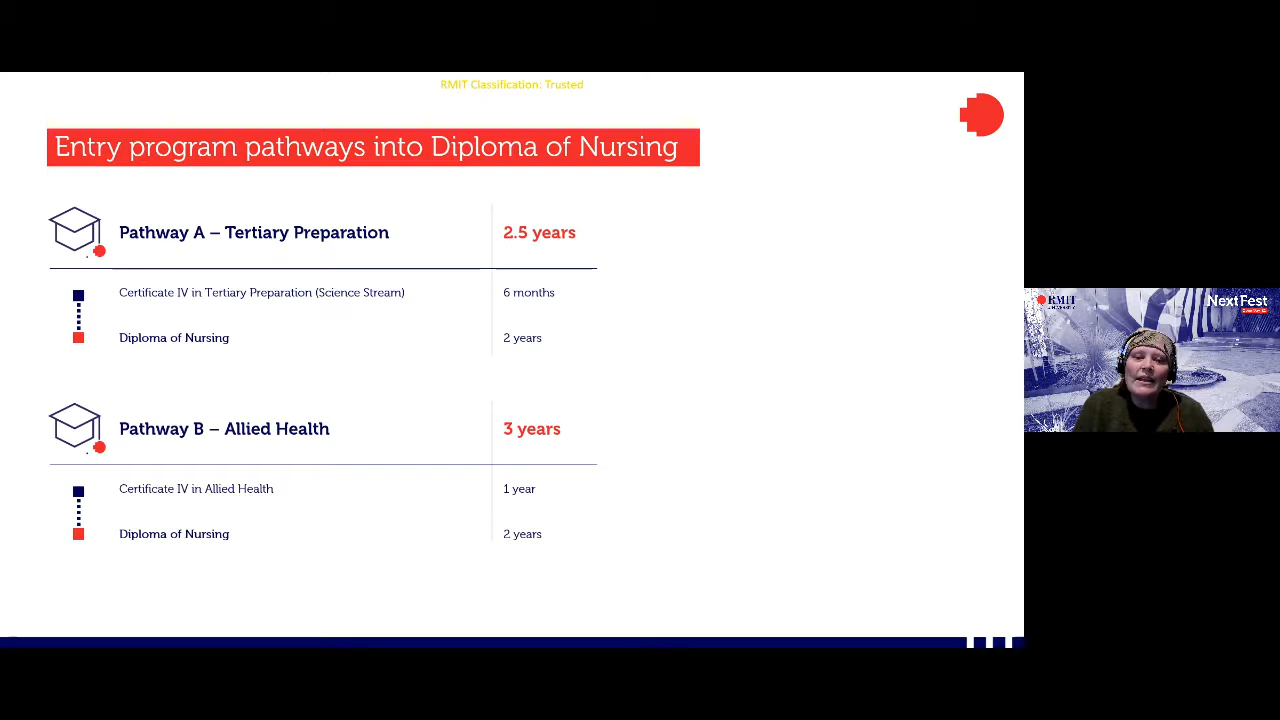 RMIT Classification: Trusted
Entry program pathways into Diploma of Nursing
Pathway A – Tertiary Preparation
2.5 years
Certificate IV in Tertiary Preparation (Science Stream)
6 months
Diploma of Nursing
2 years
Pathway B – Allied Health
3 years
Certificate IV in Allied Health
1 year
Diploma of Nursing
2 years
RMIT
UNIVERSITY
NextFest